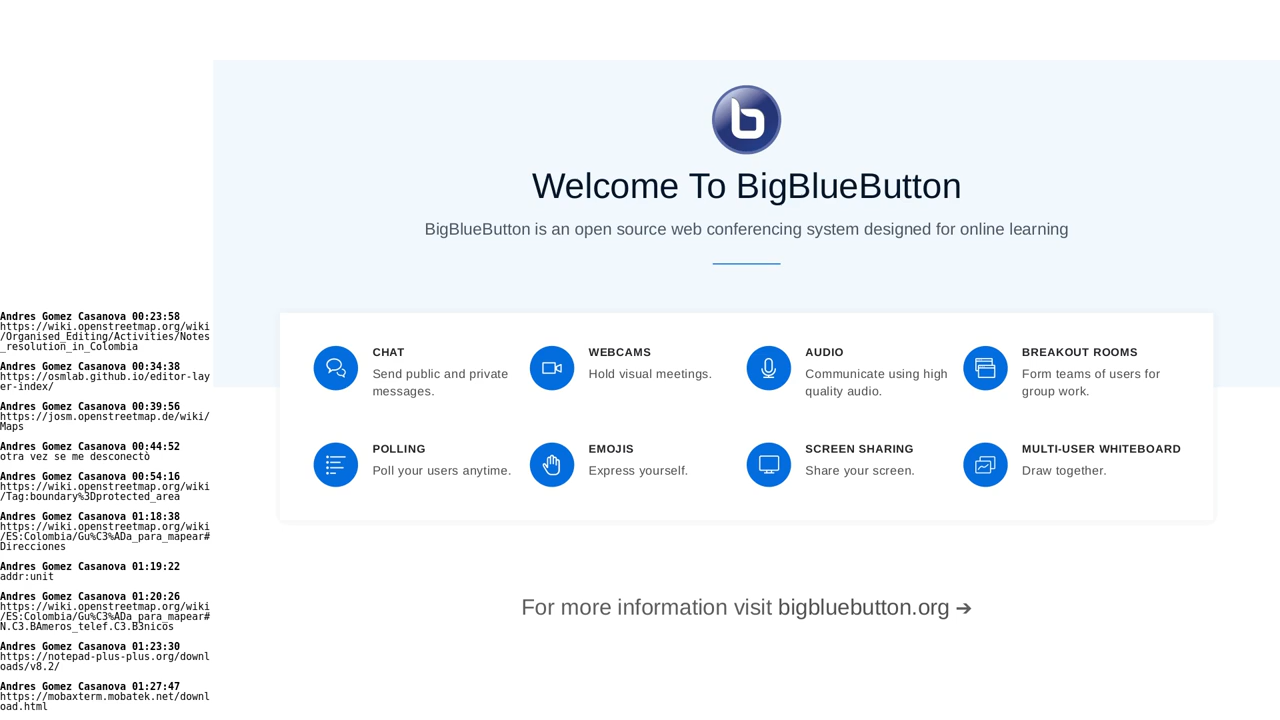 Welcome To BigBlueButton
BigBlueButton is an open source web conferencing system designed for online learning
Andres Gomez Casanova 00:23:58
https://wiki.openstreetmap.org/wiki
/Organised_Editing/Activities/Notes
_resolution_in_Colombia
Andres Gomez Casanova 00:34:38
https://osmlab.github.io/editor-lay
er-index/
Andres Gomez Casanova 00:39:56
https://josm.openstreetmap.de/wiki/
Maps
Andres Gomez Casanova 00:44:52
otra vez se me desconectò
Andres Gomez Casanova 00:54:16
https://wiki.openstreetmap.org/wiki
/Tag:boundary%3Dprotected_area
Andres Gomez Casanova 01:18:38
https://wiki.openstreetmap.org/wiki
/ES:Colombia/Gu%C3%ADa_para_mapear#
Direcciones
Andres Gomez Casanova 01:19:22
addr:unit
Andres Gomez Casanova 01:20:26
https://wiki.openstreetmap.org/wiki
/ES:Colombia/Gu%C3%ADa_para_mapear#
N.C3.BAmeros_telef.C3.B3nicos
Andres Gomez Casanova 01:23:30
https://notepad-plus-plus.org/downl
oads/v8.2/
Andres Gomez Casanova 01:27:47
https://mobaxterm.mobatek.net/downl
oad.html
CHAT
Send public and private
messages.
WEBCAMS
Hold visual meetings.
AUDIO
Communicate using high
quality audio.
BREAKOUT ROOMS
Form teams of users for
group work.
POLLING
Poll your users anytime.
EMOJIS
Express yourself.
SCREEN SHARING
Share your screen.
MULTI-USER WHITEBOARD
Draw together.
For more information visit bigbluebutton.org ➔